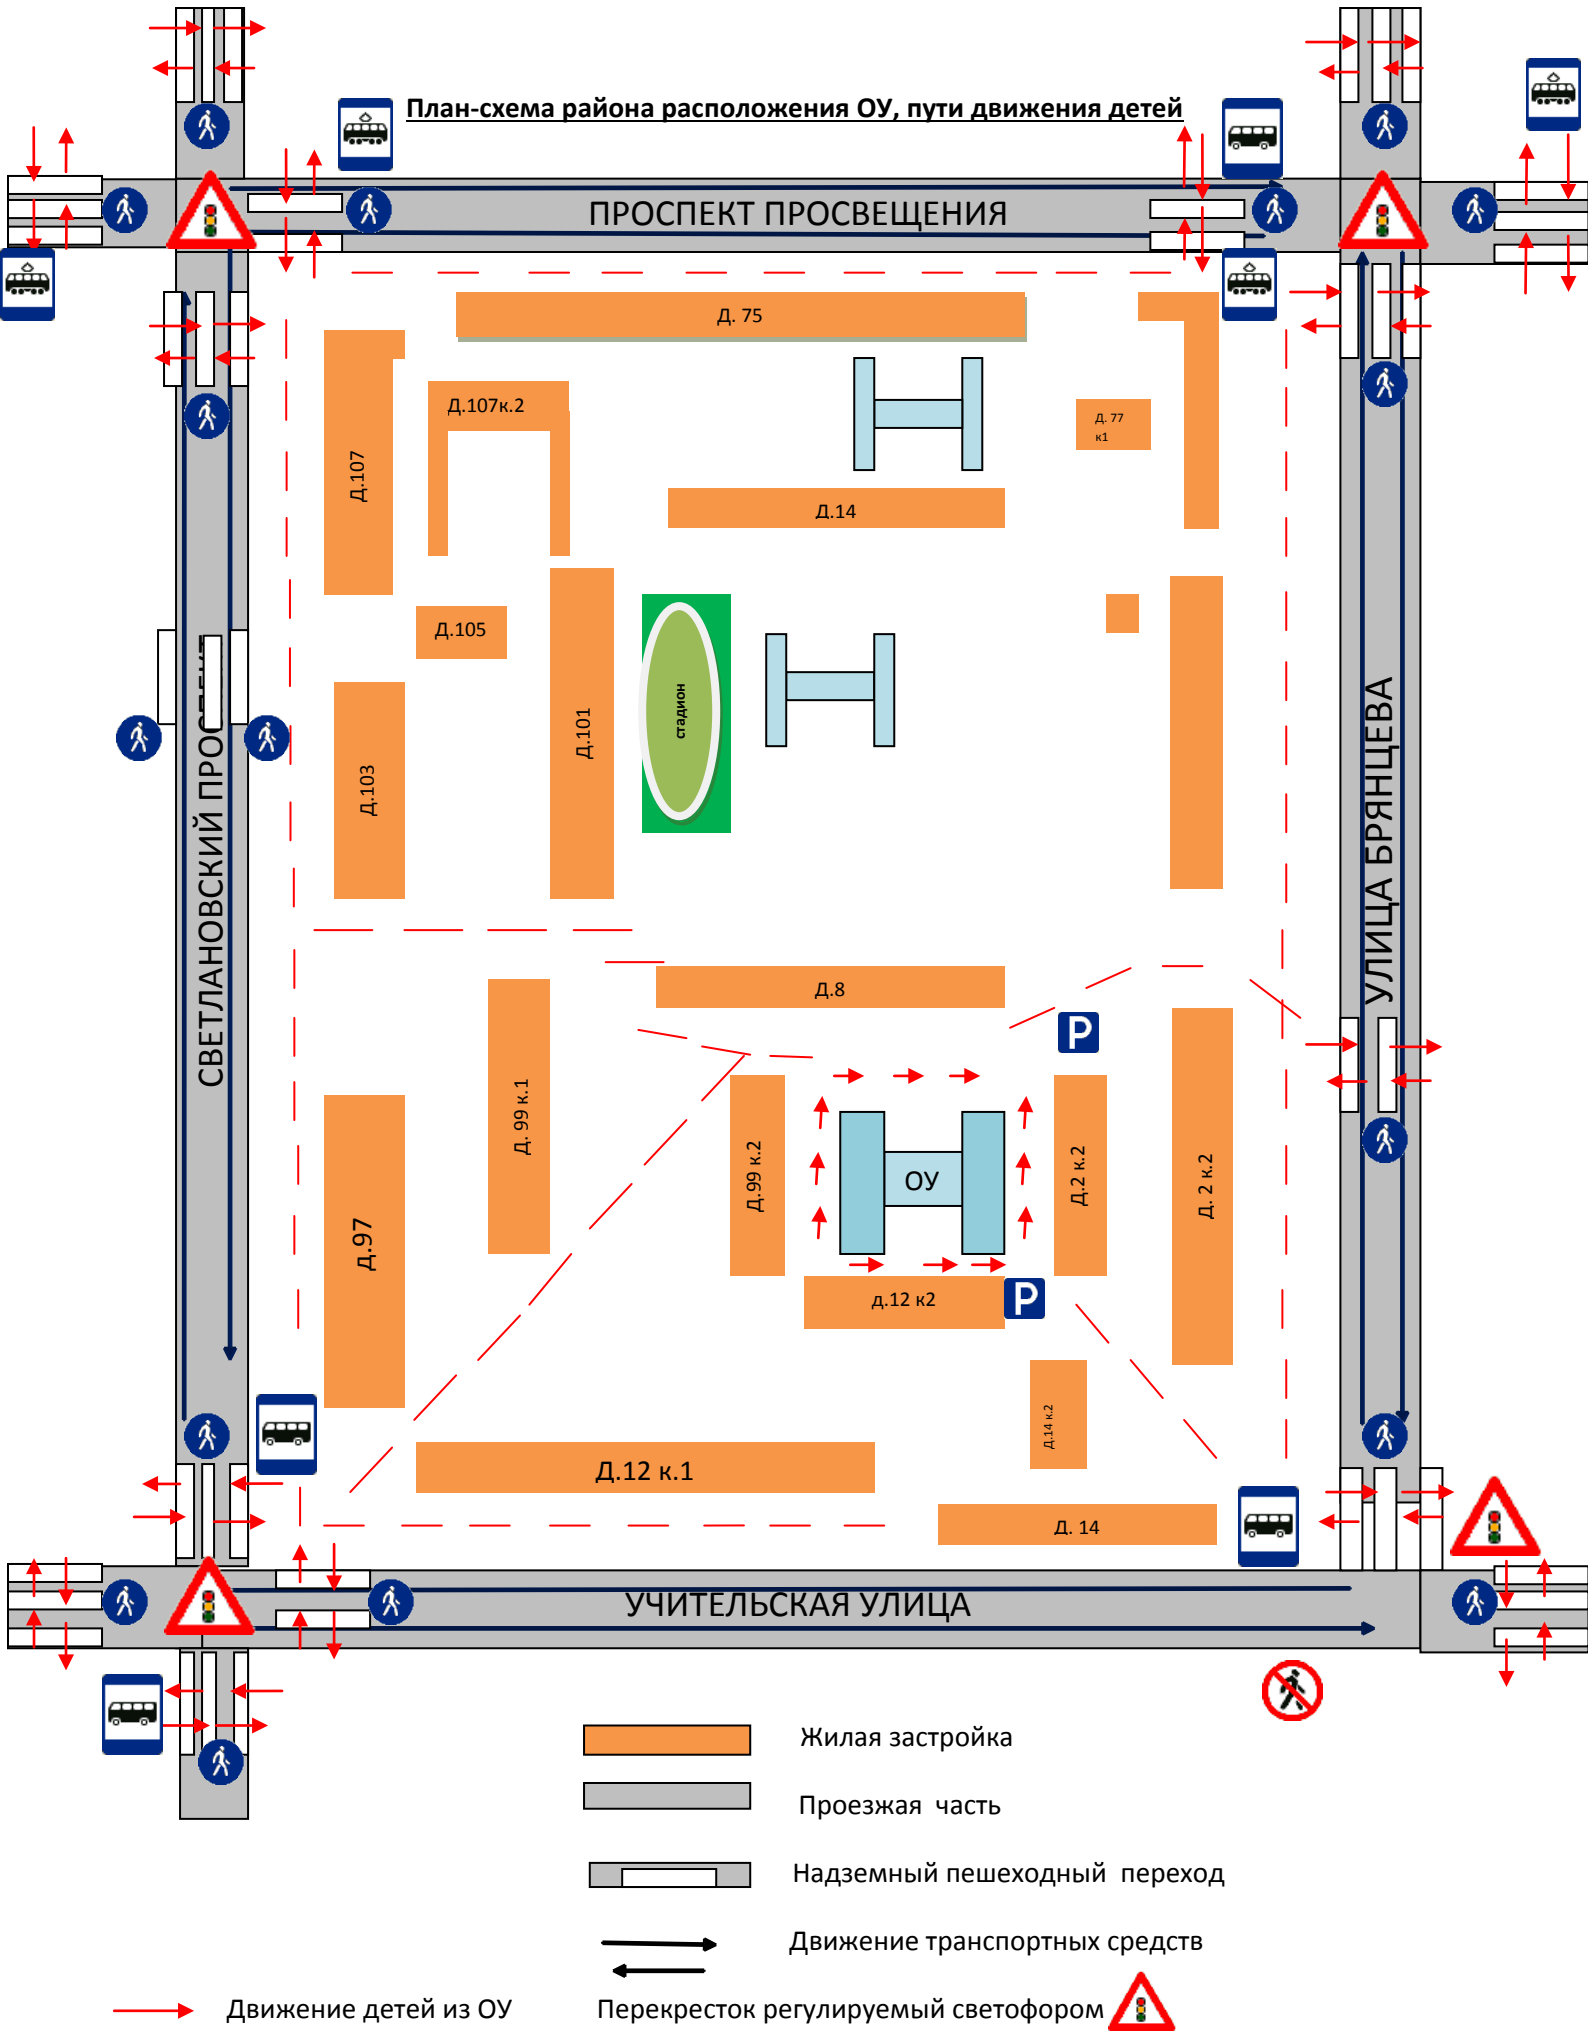 План-схема района расположения ОУ, пути движения детей
ПРОСПЕКТ ПРОСВЕЩЕНИЯ
Д. 75
Д.107к.2
Д. 77
к1
Д.107
Д.14
Д.105
Д.101
стадион
Д.103
СВЕТЛАНОВСКИЙ ПРОСПЕКТ
УЛИЦА БРЯНЦЕВА
Д.8
P
Д. 99 к.1
Д.99 к.2
ОУ
Д.2 к.2
Д. 2 к.2
д.97
д.12 к2
P
Д.14 к.2
Д.12 к.1
Д. 14
УЧИТЕЛЬСКАЯ УЛИЦА
Жилая застройка
Проезжая часть
Надземный пешеходный переход
Движение транспортных средств
Движение детей из ОУ
Перекресток регулируемый светофором